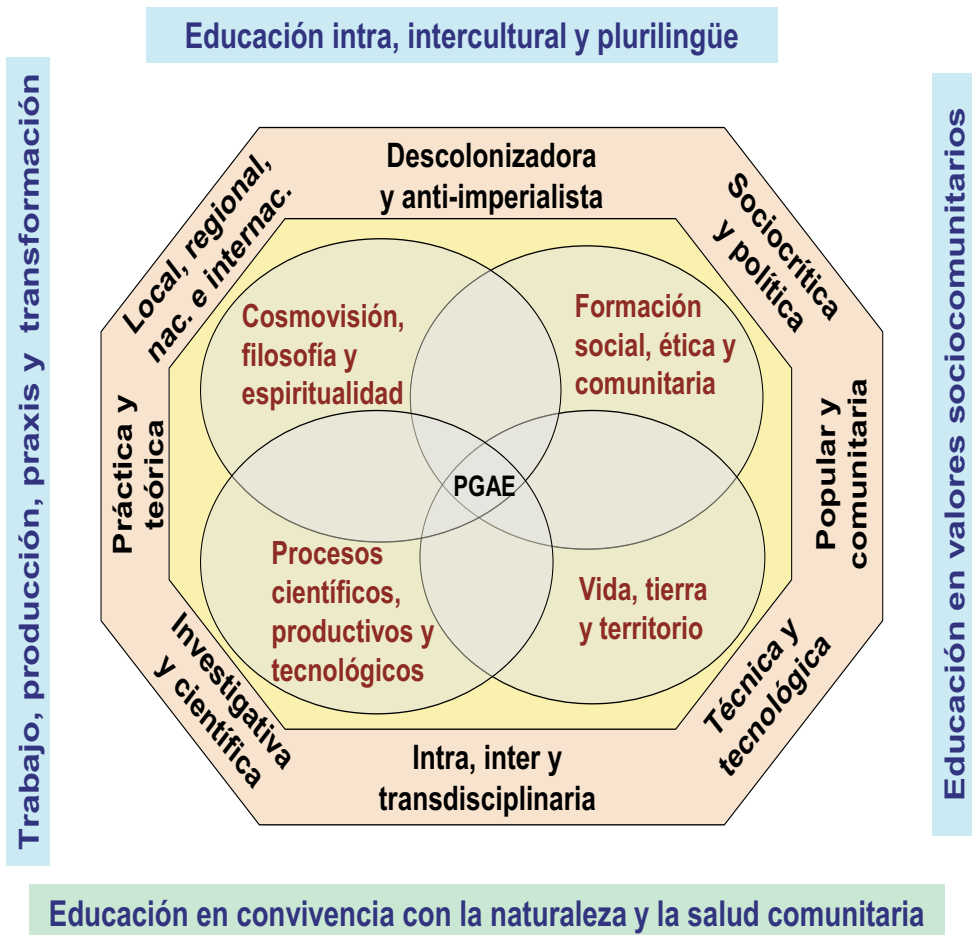 Educación intra, intercultural y plurilingüe
Trabajo, producción, praxis y transformación
Educación en valores sociocomunitarios
Descolonizadora
y anti-imperialista
Local, regional,
nac. e internac.
Sociocrítica
y política
Cosmovisión,
filosofía y
espiritualidad
Formación
social, ética y
comunitaria
Práctica y
teórica
PGAE
Popular y
comunitaria
Procesos
científicos,
productivos y
tecnológicos
Vida, tierra
y territorio
Investigativa
y científica
Técnica y
tecnológica
Intra, inter y
transdisciplinaria
Educación en convivencia con la naturaleza y la salud comunitaria